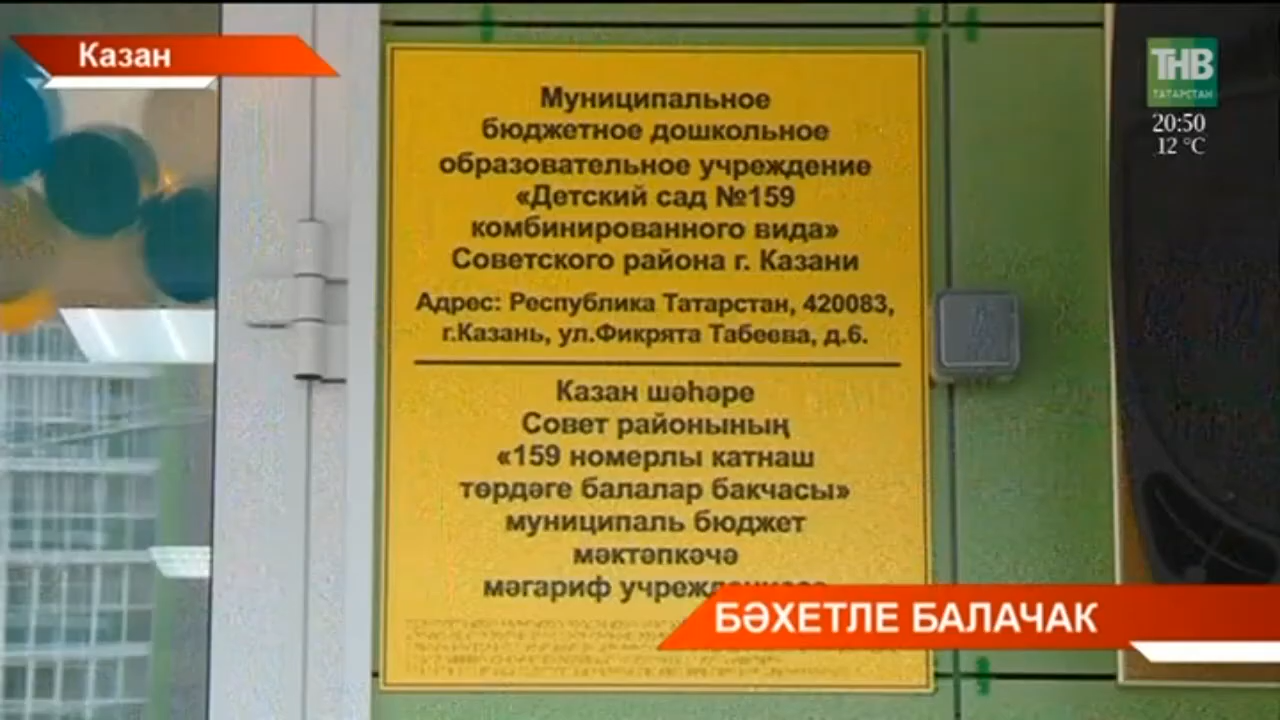 Казан
ТНВ
ТАТАРСТАН
20:50
12 °C
Муниципальное
бюджетное дошкольное
образовательное учреждение
«Детский сад №159
комбинированного вида»
Советского района г. Казани
Адрес: Республика Татарстан, 420083,
г.Казань, ул.Фикрята Табеева, д.6.
Казан шәһәре
Совет районының
«159 номерлы катнаш
төрдәге балалар бакчасы»
муниципаль бюджет
мәктәпкәчә
мәгариф
БӘХЕТЛЕ БАЛАЧАК